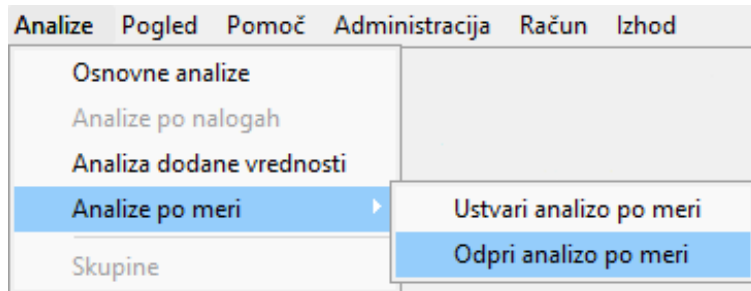 Analize Pogled Pomoč Administracija Račun Izhod
Osnovne analize
Analize po nalogah
Analiza dodane vrednosti
Analize po meri
Ustvari analizo po meri
Odpri analizo po meri
Skupine